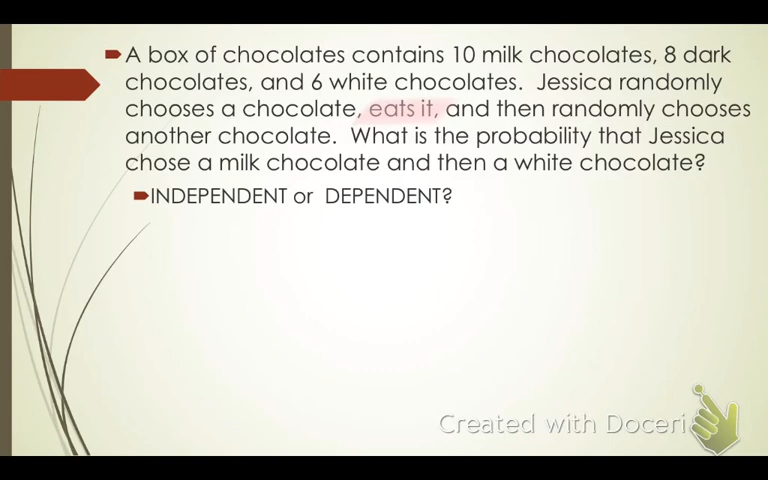 A box of chocolates contains 10 milk chocolates, 8 dark
chocolates, and 6 white chocolates.  Jessica randomly
chooses a chocolate, eats it, and then randomly chooses
another chocolate.  What is the probability that Jessica
chose a milk chocolate and then a white chocolate?
INDEPENDENT or  DEPENDENT?
Created with Doceri